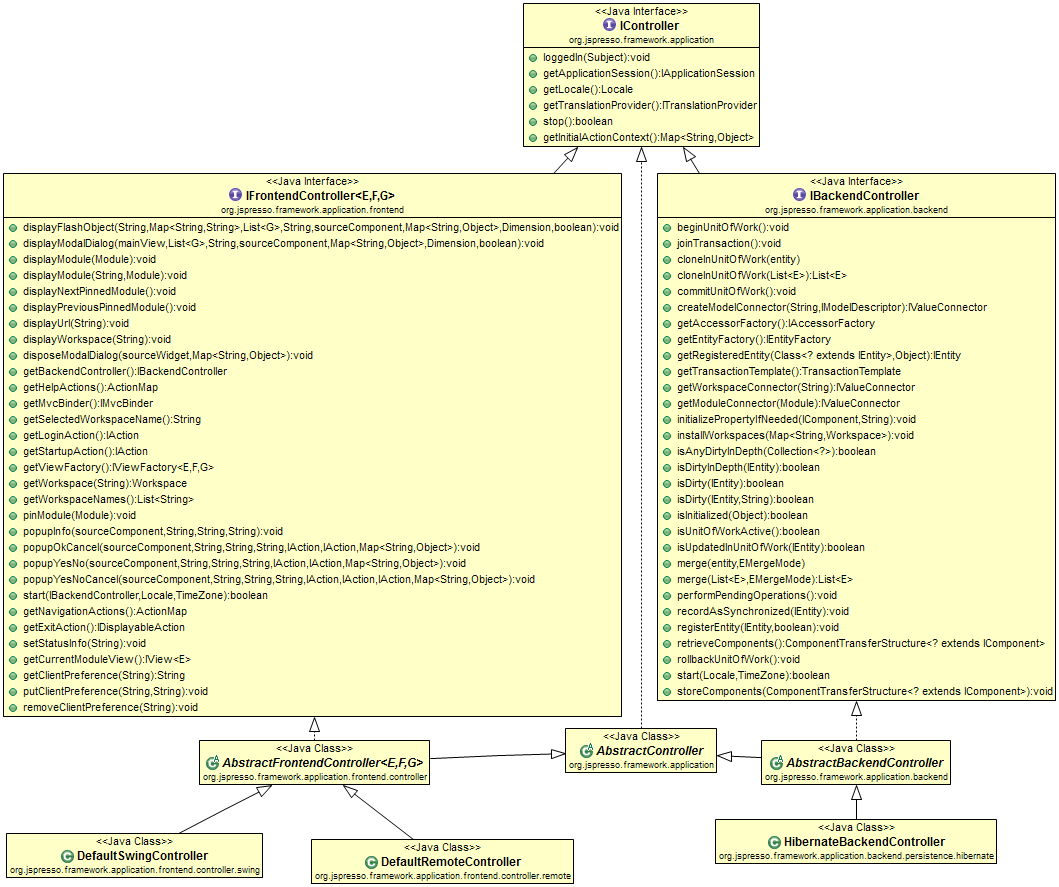 <<Java Interface>>
I IController
org.jspresso.framework.application
loggedIn(Subject):void
getApplicationSession():IApplicationSession
getLocale():Locale
getTranslationProvider():ITranslationProvider
stop():boolean
getInitialActionContext():Map<String,Object>
<<Java Interface>>
I IFrontendController<E,F,G>
org.jspresso.framework.application.frontend
displayFlashObject(String,Map<String,String>,List<G>,String,sourceComponent,Map<String,Object>,Dimension,boolean):void
displayModalDialog(mainView,List<G>,String,sourceComponent,Map<String,Object>,Dimension,boolean):void
displayModule(Module):void
displayModule(String,Module):void
displayNextPinnedModule():void
displayPreviousPinnedModule():void
displayUrl(String):void
displayWorkspace(String):void
disposeModalDialog(sourceWidget,Map<String,Object>):void
getBackendController():IBackendController
getHelpActions():ActionMap
getMvcBinder():IMvcBinder
getSelectedWorkspaceName():String
getLoginAction():IAction
getStartupAction():IAction
getViewFactory():IViewFactory<E,F,G>
getWorkspace(String):Workspace
getWorkspaceNames():List<String>
pinModule(Module):void
popupInfo(sourceComponent,String,String,String):void
popupOkCancel(sourceComponent,String,String,String,IAction,IAction,Map<String,Object>):void
popupYesNo(sourceComponent,String,String,String,IAction,IAction,Map<String,Object>):void
popupYesNoCancel(sourceComponent,String,String,String,IAction,IAction,IAction,Map<String,Object>):void
start(IBackendController,Locale,TimeZone):boolean
getNavigationActions():ActionMap
getExitAction():IDisplayableAction
setStatusInfo(String):void
getCurrentModuleView():IView<E>
getClientPreference(String):String
putClientPreference(String,String):void
removeClientPreference(String):void
<<Java Interface>>
I IBackendController
org.jspresso.framework.application.backend
beginUnitOfWork():void
joinTransaction():void
cloneInUnitOfWork(entity)
cloneInUnitOfWork(List<E>):List<E>
commitUnitOfWork():void
createModelConnector(String,IModelDescriptor):IValueConnector
getAccessorFactory():IAccessorFactory
getEntityFactory():IEntityFactory
getRegisteredEntity(Class<? extends IEntity>,Object):IEntity
getTransactionTemplate():TransactionTemplate
getWorkspaceConnector(String):IValueConnector
getModuleConnector(Module):IValueConnector
initializePropertyIfNeeded(IComponent,String):void
installWorkspaces(Map<String,Workspace>):void
isAnyDirtyInDepth(Collection<?>):boolean
isDirtyInDepth(IEntity):boolean
isDirty(IEntity):boolean
isDirty(IEntity,String):boolean
isInitialized(Object):boolean
isUnitOfWorkActive():boolean
isUpdatedInUnitOfWork(IEntity):boolean
merge(entity,EMergeMode)
merge(List<E>,EMergeMode):List<E>
performPendingOperations():void
recordAsSynchronized(IEntity):void
registerEntity(IEntity,boolean):void
retrieveComponents():ComponentTransferStructure<? extends IComponent>
rollbackUnitOfWork():void
start(Locale,TimeZone):boolean
storeComponents(ComponentTransferStructure<? extends IComponent>):void
<<Java Class>>
AbstractFrontendController<E,F,G>
org.jspresso.framework.application.frontend.controller
<<Java Class>>
AbstractController
org.jspresso.framework.application
<<Java Class>>
AbstractBackendController
org.jspresso.framework.application.backend
<<Java Class>>
C DefaultSwingController
org.jspresso.framework.application.frontend.controller.swing
<<Java Class>>
C DefaultRemoteController
org.jspresso.framework.application.frontend.controller.remote
<<Java Class>>
C HibernateBackendController
org.jspresso.framework.application.backend.persistence.hibernate